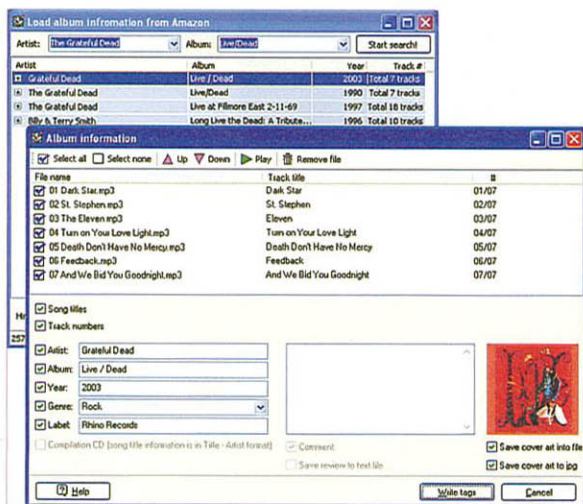 Load album infromation from Amazon
Artist: The Grateful Dead Album: Live/Dead Start search!
Artist Album Year Track #
Grateful Dead Live / Dead 2003 Total 7 tracks
The Grateful Dead Live/Dead 1990 Total 7 tracks
The Grateful Dead Live at Fillmore East 2-11-69 1997 Total 18 tracks
Billy & Terry Smith Long Live the Dead: A Tribute... 1996 Total 10 tracks
Album information
Select all Select none Up Down Play Remove file
File name Track title #
01 Dark Star.mp3 Dark Star 01/07
02 St. Stephen.mp3 St. Stephen 02/07
03 The Eleven.mp3 Eleven 03/07
04 Turn on Your Love Light.mp3 Turn on Your Love Light 04/07
05 Death Don't Have No Mercy.mp3 Death Don't Have No Mercy 05/07
06 Feedback.mp3 Feedback 06/07
07 And We Bid You Goodnight.mp3 And We Bid You Goodnight 07/07
Song titles
Track numbers
Artist: Grateful Dead
Album: Live / Dead
Year: 2003
Genre: Rock
Label: Rhino Records
Compilation CD (song title information is in Title - Artist format)
Comment
Save review to text file
Save cover art into file
Save cover art to jpg
Help Write tags Cancel